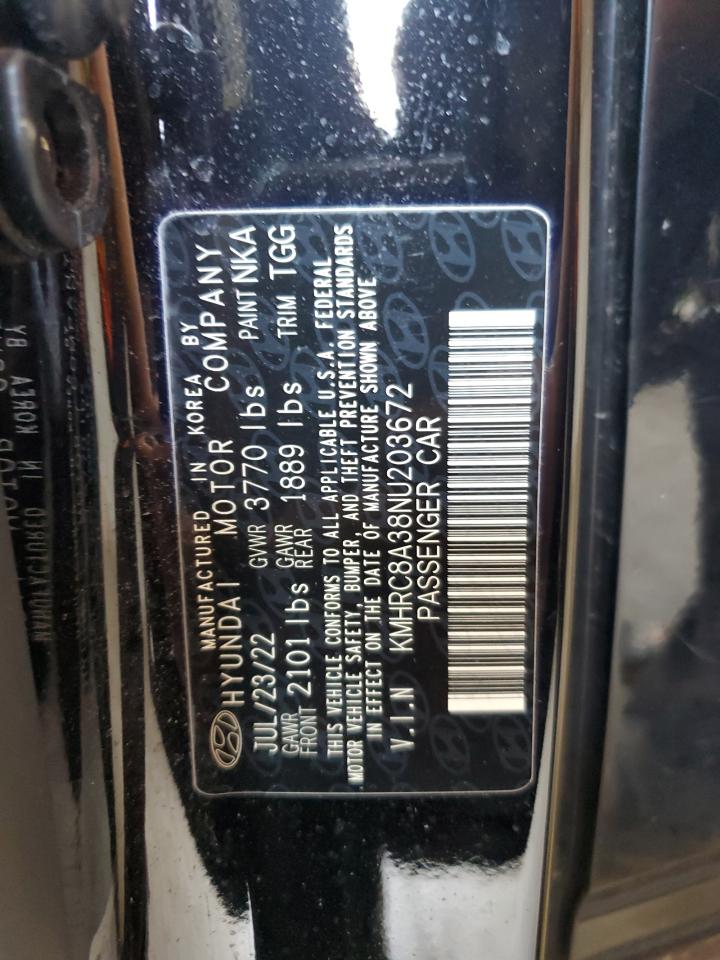 MANUFACTURED IN KOREA BY
HYUNDAI MOTOR COMPANY
JUL/23/22 GVWR 3770 lbs PAINT NKA
GAWR FRONT 2101 lbs GAWR REAR 1889 lbs TRIM TGG
THIS VEHICLE CONFORMS TO ALL APPLICABLE U.S.A. FEDERAL
MOTOR VEHICLE SAFETY, BUMPER, AND THEFT PREVENTION STANDARDS
IN EFFECT ON THE DATE OF MANUFACTURE SHOWN ABOVE
V.I.N KMHRC8A38NU203672
PASSENGER CAR